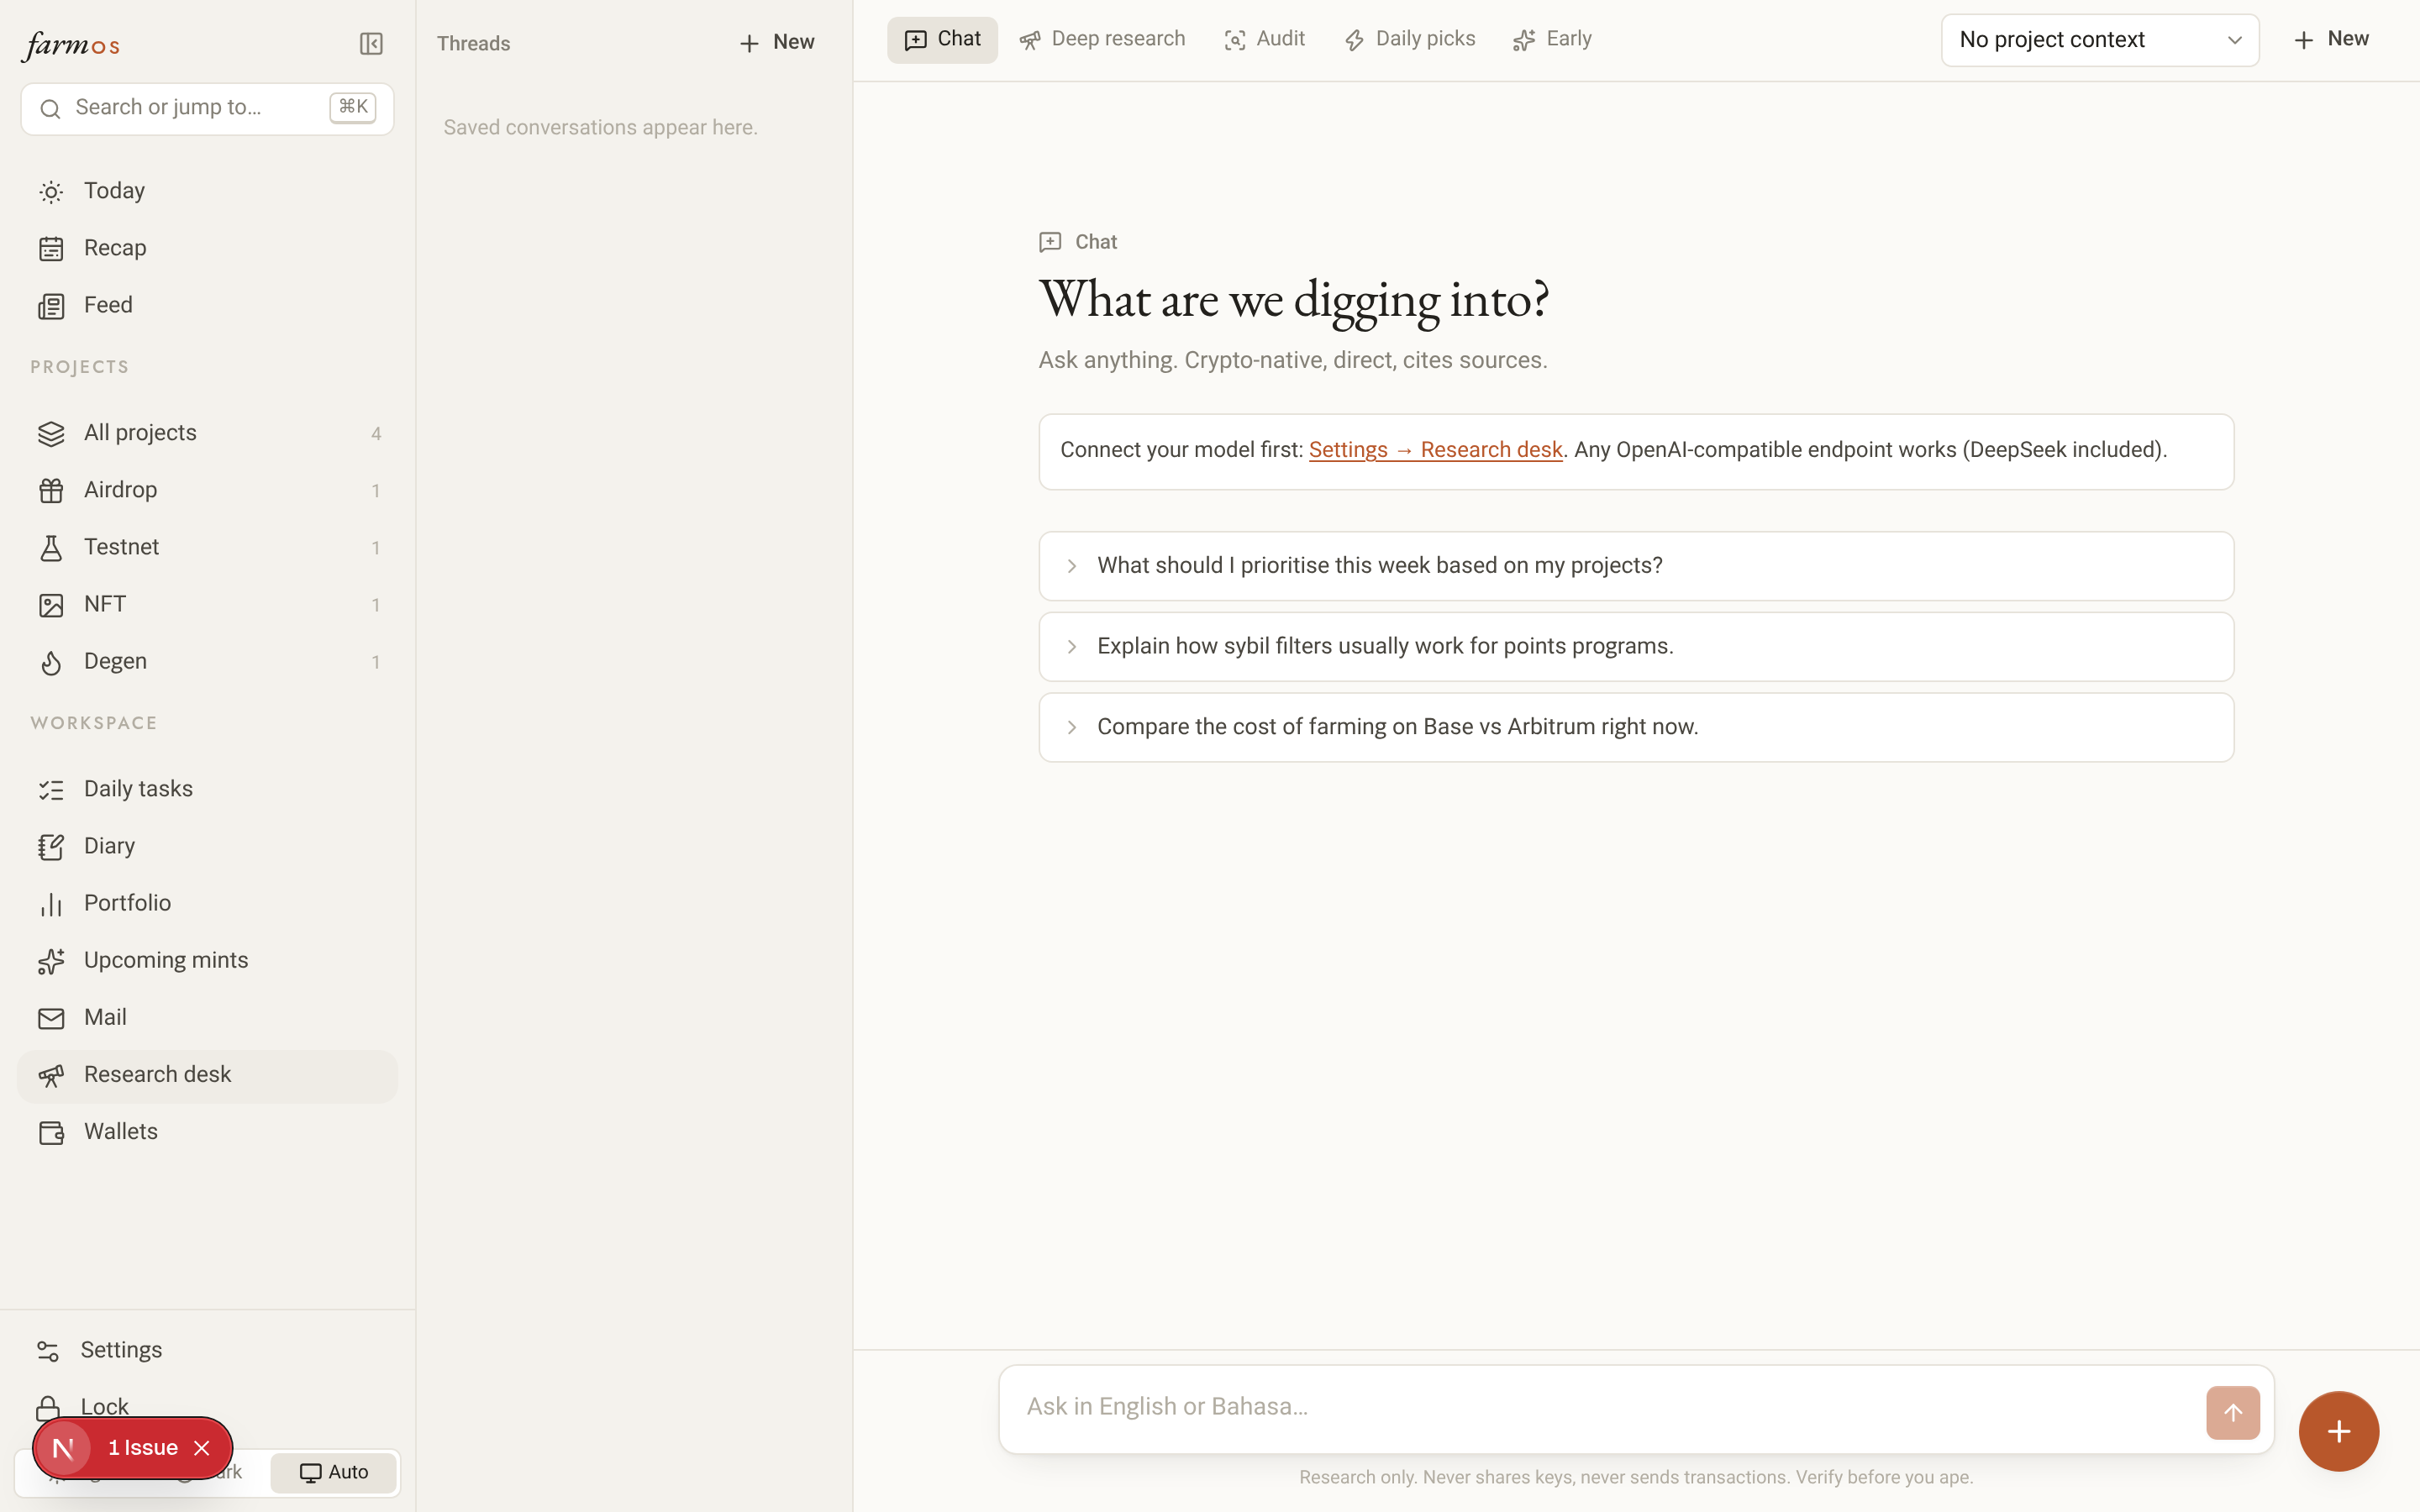 farmos
Search or jump to...
⌘K
Today
Recap
Feed
PROJECTS
All projects 4
Airdrop 1
Testnet 1
NFT 1
Degen 1
WORKSPACE
Daily tasks
Diary
Portfolio
Upcoming mints
Mail
Research desk
Wallets
Settings
Lock
N 1 Issue
Auto
Threads
New
Saved conversations appear here.
Chat
Deep research
Audit
Daily picks
Early
No project context
New
Chat
What are we digging into?
Ask anything. Crypto-native, direct, cites sources.
Connect your model first: Settings → Research desk. Any OpenAI-compatible endpoint works (DeepSeek included).
What should I prioritise this week based on my projects?
Explain how sybil filters usually work for points programs.
Compare the cost of farming on Base vs Arbitrum right now.
Ask in English or Bahasa...
Research only. Never shares keys, never sends transactions. Verify before you ape.